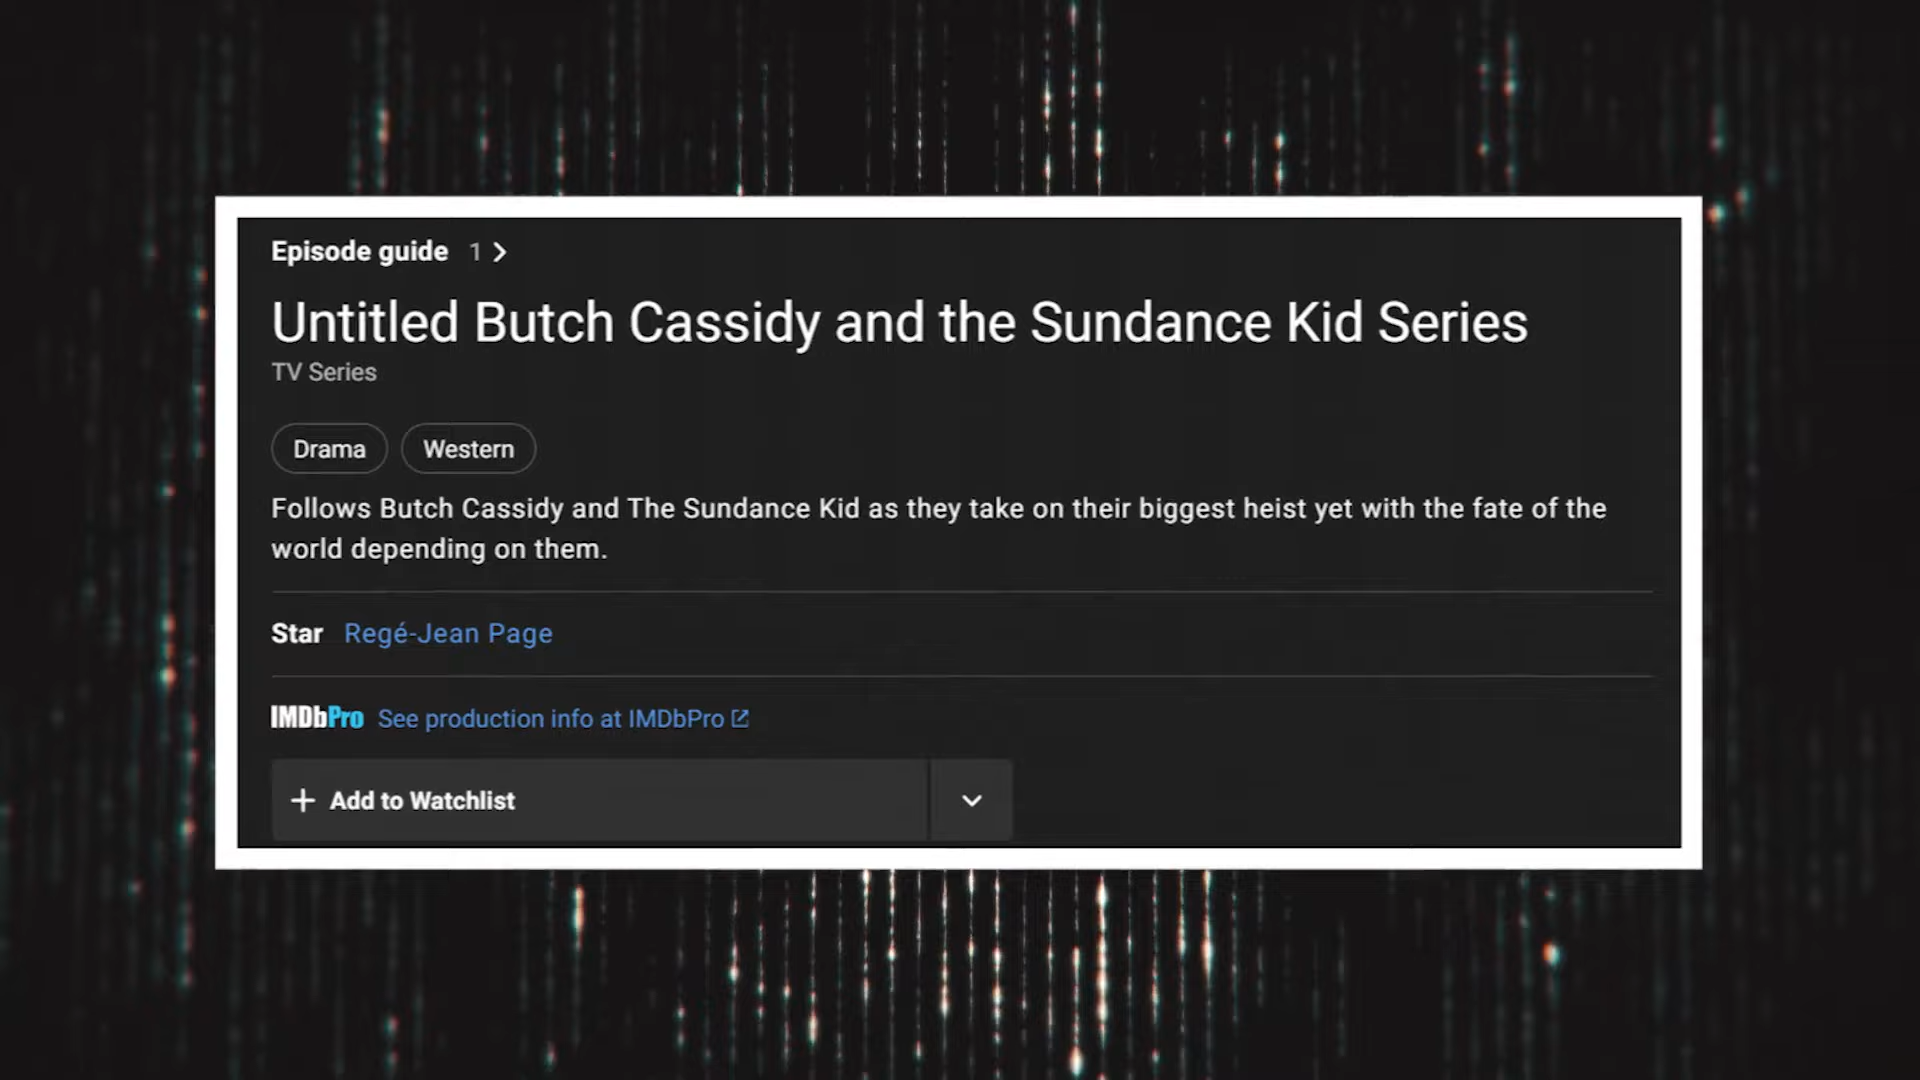 Episode guide 1
Untitled Butch Cassidy and the Sundance Kid Series
TV Series
Drama Western
Follows Butch Cassidy and The Sundance Kid as they take on their biggest heist yet with the fate of the
world depending on them.
Star Regé-Jean Page
IMDbPro See production info at IMDbPro
+ Add to Watchlist